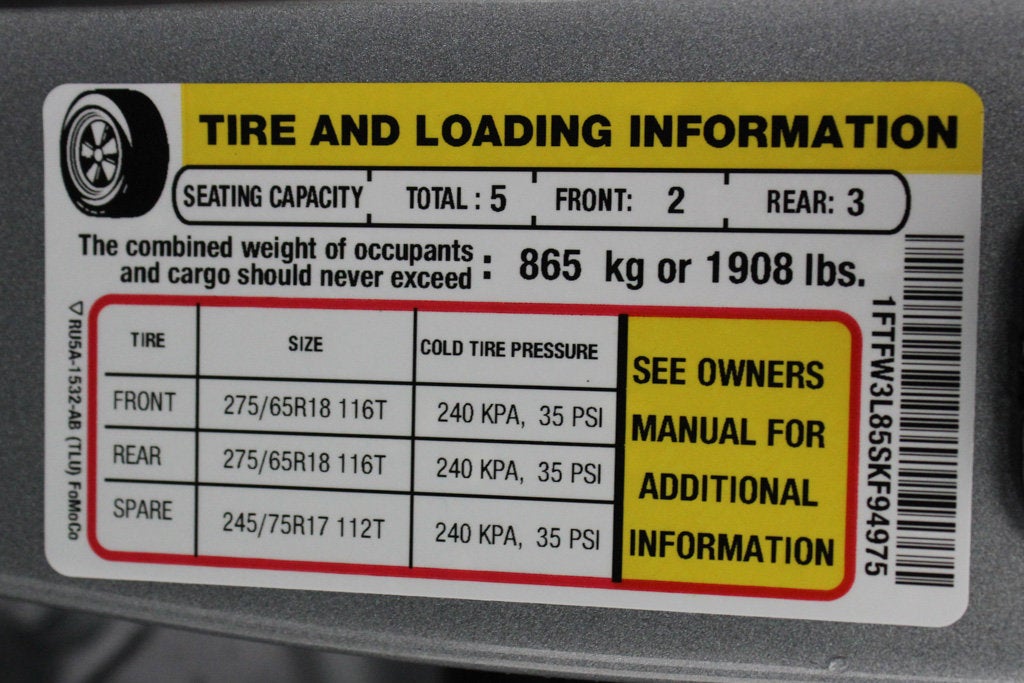 TIRE AND LOADING INFORMATION
SEATING CAPACITY TOTAL : 5 FRONT: 2 REAR: 3
The combined weight of occupants
and cargo should never exceed : 865 kg or 1908 lbs.
TIRE SIZE COLD TIRE PRESSURE
FRONT 275/65R18 116T 240 KPA, 35 PSI
REAR 275/65R18 116T 240 KPA, 35 PSI
SPARE 245/75R17 112T 240 KPA, 35 PSI
SEE OWNERS
MANUAL FOR
ADDITIONAL
INFORMATION
1FTFW3L85SKF94975
RU5A-1532-AB (TLU) FoMoCo